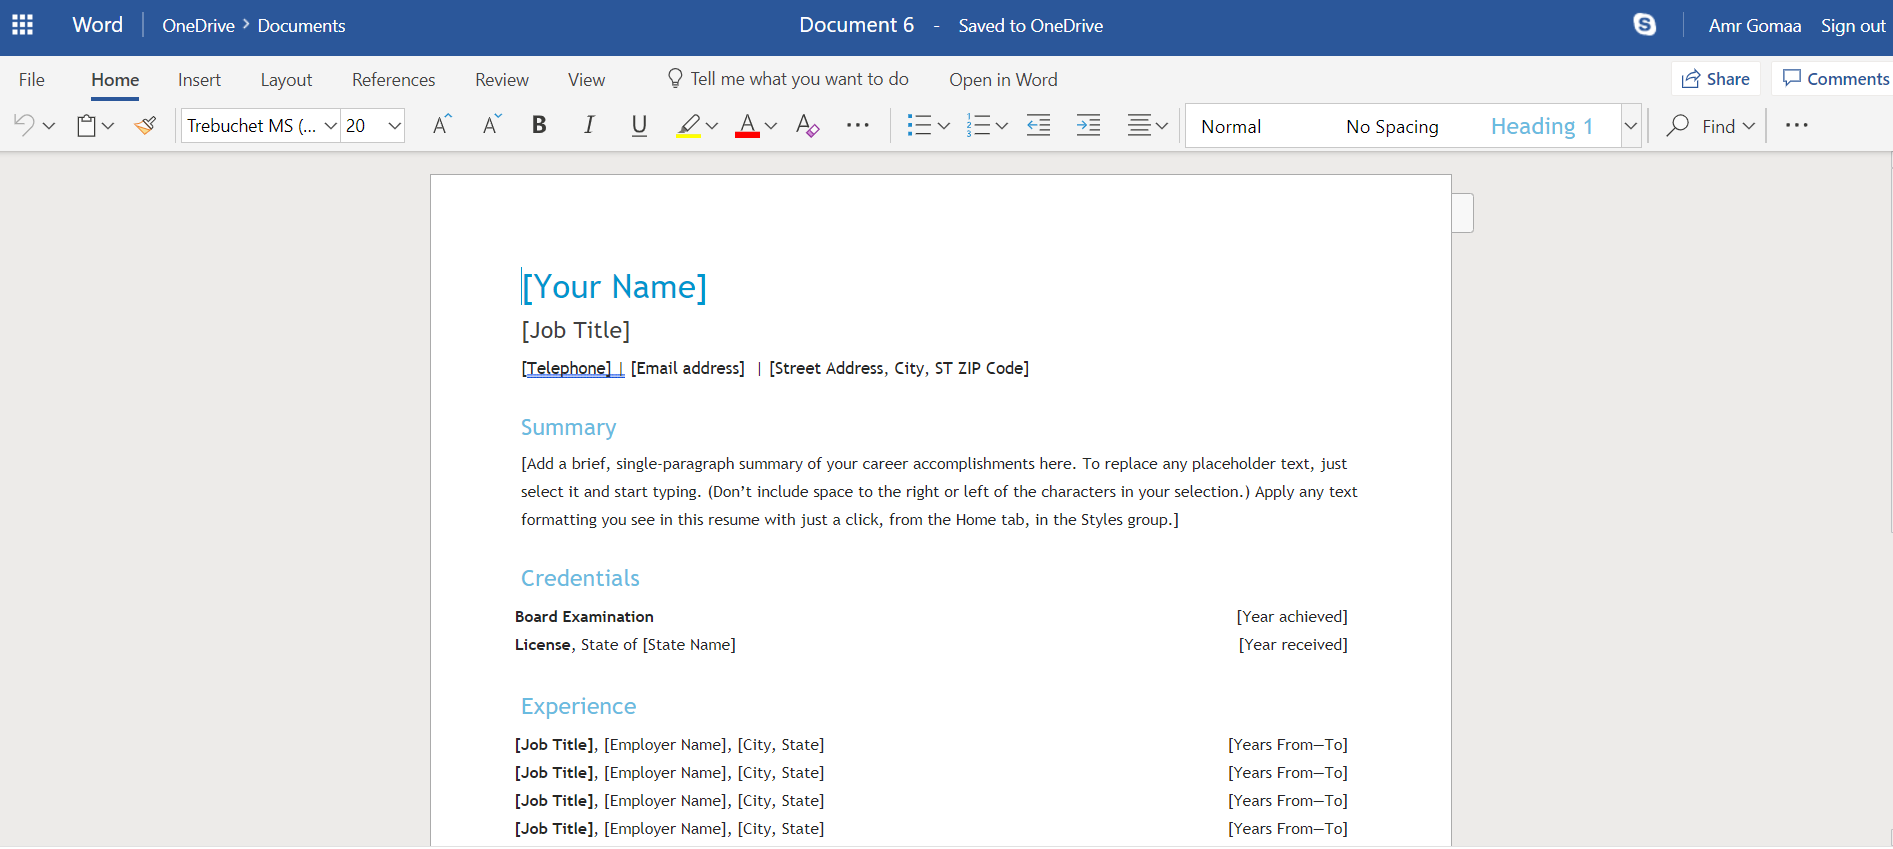 Word OneDrive > Documents Document 6 - Saved to OneDrive Amr Gomaa Sign out
File Home Insert Layout References Review View Tell me what you want to do Open in Word Share Comments
Trebuchet MS (... 20 A A B I U A A ... Normal No Spacing Heading 1 Find ...
[Your Name]
[Job Title]
[Telephone] | [Email address] | [Street Address, City, ST ZIP Code]
Summary
[Add a brief, single-paragraph summary of your career accomplishments here. To replace any placeholder text, just
select it and start typing. (Don’t include space to the right or left of the characters in your selection.) Apply any text
formatting you see in this resume with just a click, from the Home tab, in the Styles group.]
Credentials
Board Examination [Year achieved]
License, State of [State Name] [Year received]
Experience
[Job Title], [Employer Name], [City, State] [Years From—To]
[Job Title], [Employer Name], [City, State] [Years From—To]
[Job Title], [Employer Name], [City, State] [Years From—To]
[Job Title], [Employer Name], [City, State] [Years From—To]